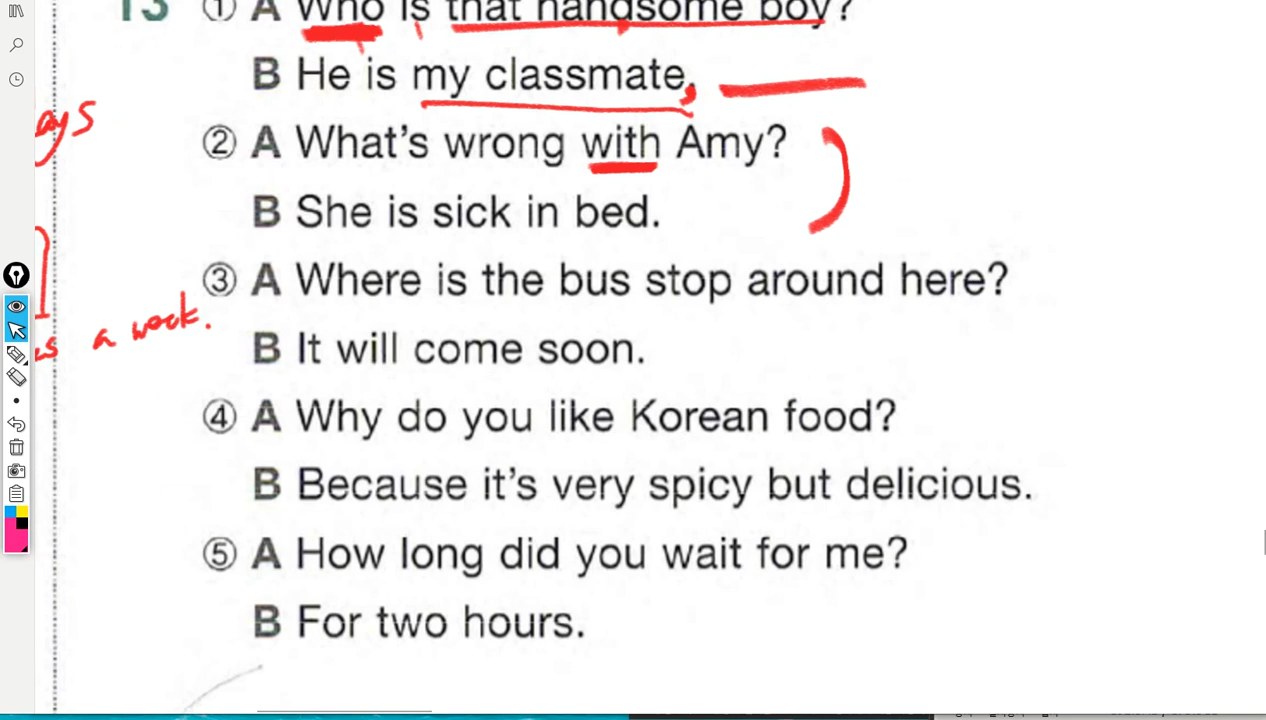 13 ① A Who is that handsome boy?
B He is my classmate,
ays
② A What's wrong with Amy?
B She is sick in bed.
③ A Where is the bus stop around here?
a week.
B It will come soon.
④ A Why do you like Korean food?
B Because it's very spicy but delicious.
⑤ A How long did you wait for me?
B For two hours.